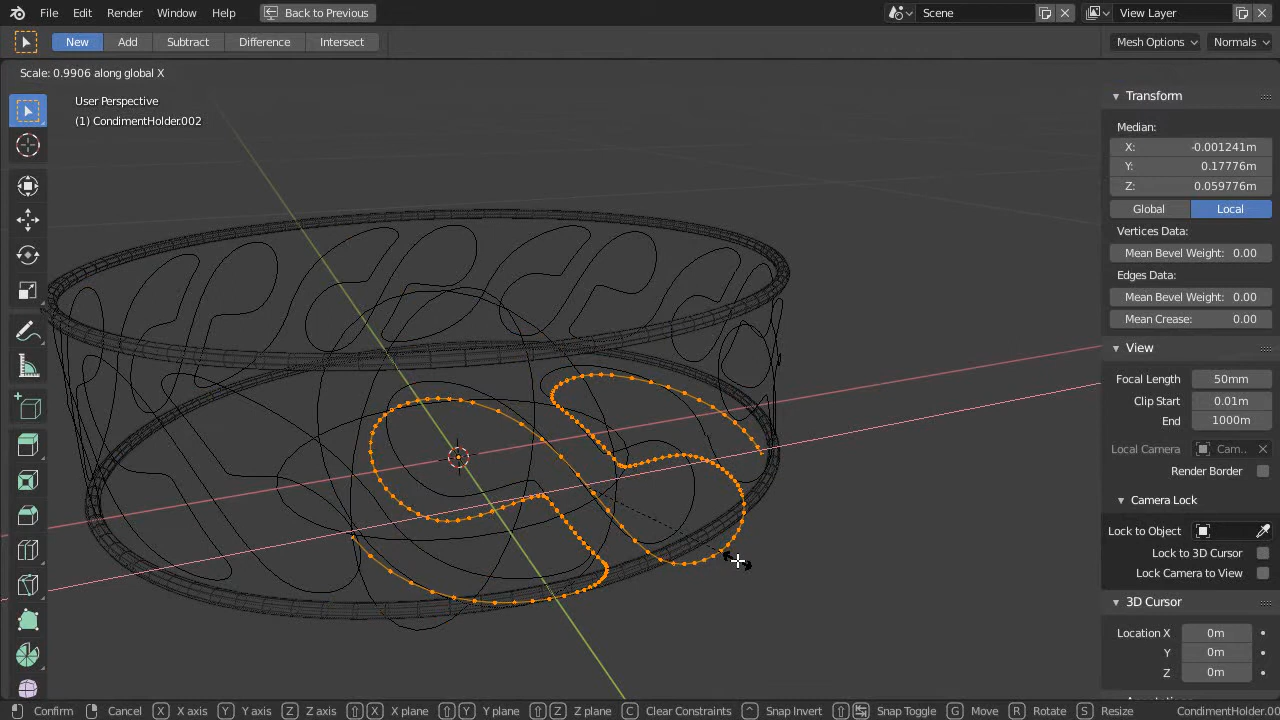 File Edit Render Window Help Back to Previous Scene View Layer
New Add Subtract Difference Intersect Mesh Options Normals
Scale: 0.9906 along global X
User Perspective
(1) CondimentHolder.002
Transform
Median:
X: -0.001241m
Y: 0.17776m
Z: 0.059776m
Global Local
Vertices Data:
Mean Bevel Weight: 0.00
Edges Data:
Mean Bevel Weight: 0.00
Mean Crease: 0.00
View
Focal Length 50mm
Clip Start 0.01m
End 1000m
Local Camera Cam..
Render Border
Camera Lock
Lock to Object
Lock to 3D Cursor
Lock Camera to View
3D Cursor
Location X 0m
Y 0m
Z 0m
Confirm Cancel X X axis Y Y axis Z Z axis X X plane Y Y plane Z Z plane C Clear Constraints ^ Snap Invert Snap Toggle G Move R Rotate S Resize CondimentHolder.00